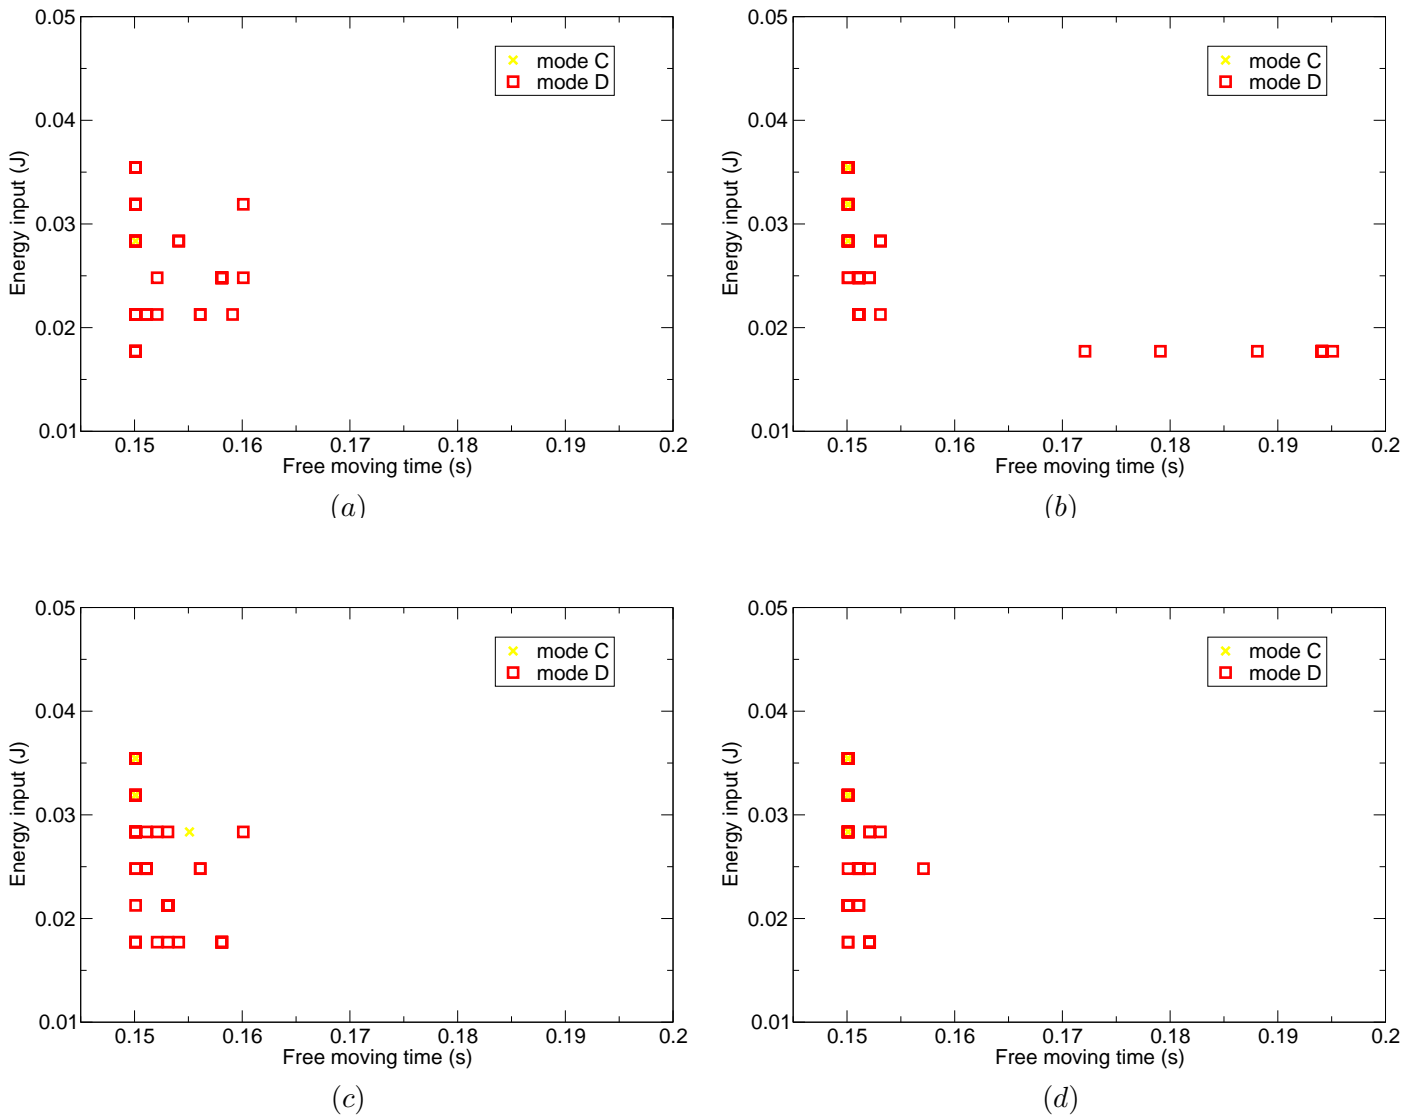 0.05
0.04
0.03
0.02
0.01
Energy input (J)
mode C
mode D
0.15 0.16 0.17 0.18 0.19 0.2
Free moving time (s)
(a)
0.05
0.04
0.03
0.02
0.01
Energy input (J)
mode C
mode D
0.15 0.16 0.17 0.18 0.19 0.2
Free moving time (s)
(b)
0.05
0.04
0.03
0.02
0.01
Energy input (J)
mode C
mode D
0.15 0.16 0.17 0.18 0.19 0.2
Free moving time (s)
(c)
0.05
0.04
0.03
0.02
0.01
Energy input (J)
mode C
mode D
0.15 0.16 0.17 0.18 0.19 0.2
Free moving time (s)
(d)